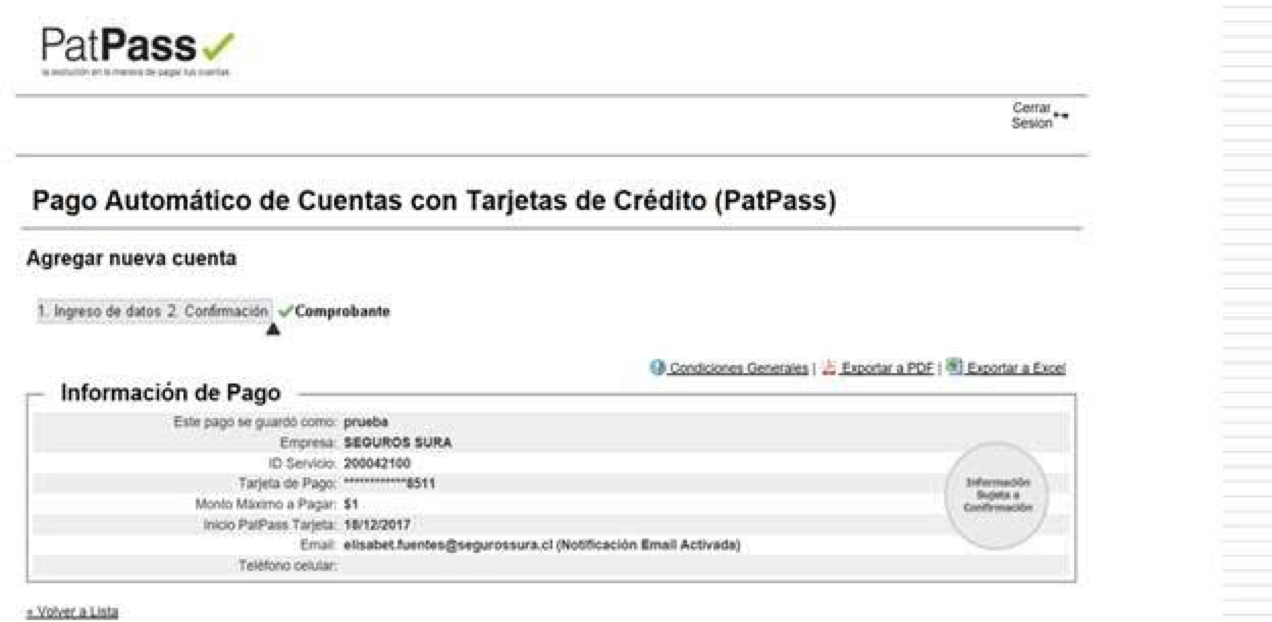 PatPass
la evolución en la manera de pagar tus cuentas
Cerrar
Sesion
Pago Automático de Cuentas con Tarjetas de Crédito (PatPass)
Agregar nueva cuenta
1. Ingreso de datos 2. Confirmación Comprobante
Condiciones Generales | Exportar a PDF | Exportar a Excel
Información de Pago
Este pago se guardó como: prueba
Empresa: SEGUROS SURA
ID Servicio: 200042100
Tarjeta de Pago: ************8511
Monto Máximo a Pagar: $1
Inicio PatPass Tarjeta: 18/12/2017
Email: elisabet.fuentes@segurossura.cl (Notificación Email Activada)
Teléfono celular:
Información
Sujeta a
Confirmación
« Volver a Lista